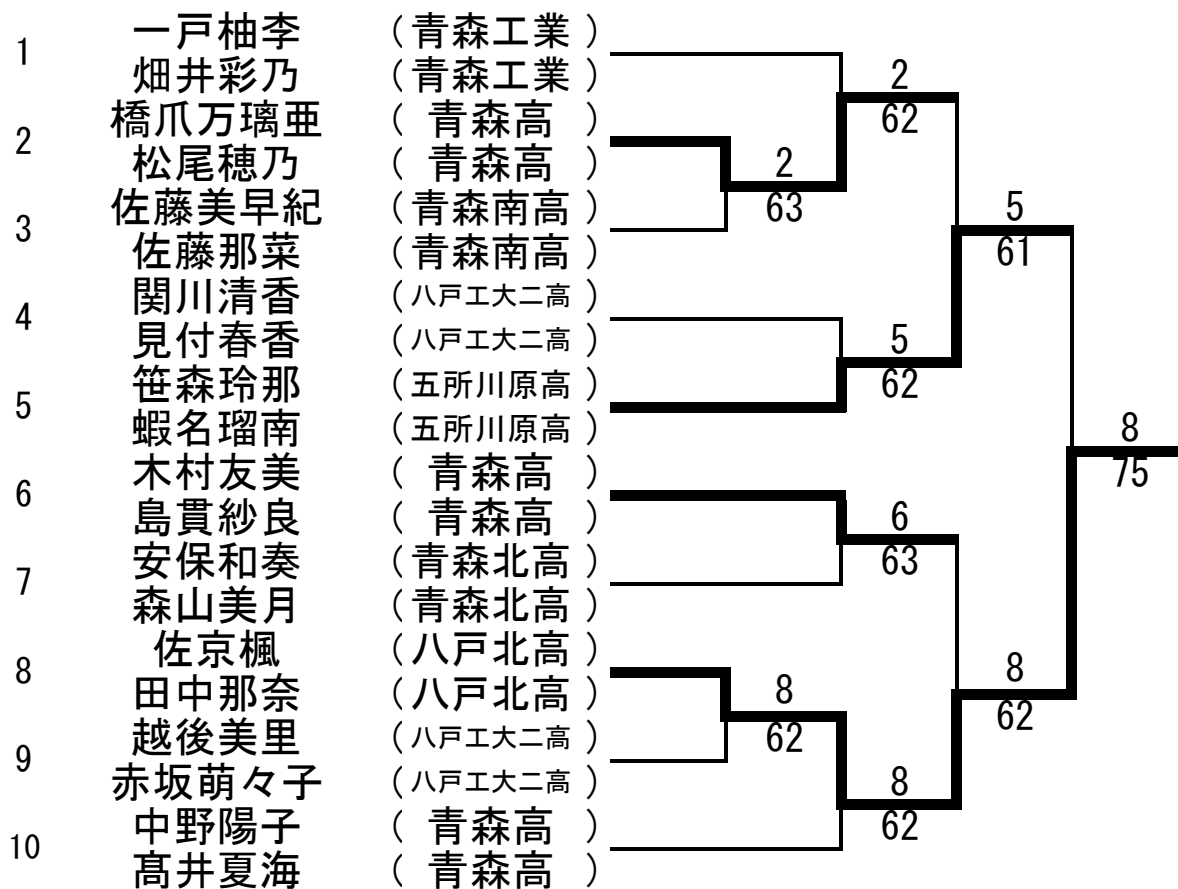 1
一戸柚李 （青森工業）
畑井彩乃 （青森工業）
2
橋爪万璃亜 （ 青森高 ）
松尾穂乃 （ 青森高 ）
3
佐藤美早紀 （青森南高）
佐藤那菜 （青森南高）
4
関川清香 （八戸工大二高）
見付春香 （八戸工大二高）
5
笹森玲那 （五所川原高）
蝦名瑠南 （五所川原高）
6
木村友美 （ 青森高 ）
島貫紗良 （ 青森高 ）
7
安保和奏 （青森北高）
森山美月 （青森北高）
8
佐京楓 （八戸北高）
田中那奈 （八戸北高）
9
越後美里 （八戸工大二高）
赤坂萌々子 （八戸工大二高）
10
中野陽子 （ 青森高 ）
髙井夏海 （ 青森高 ）
2
63
8
62
2
62
5
62
6
63
8
62
5
61
8
62
8
75